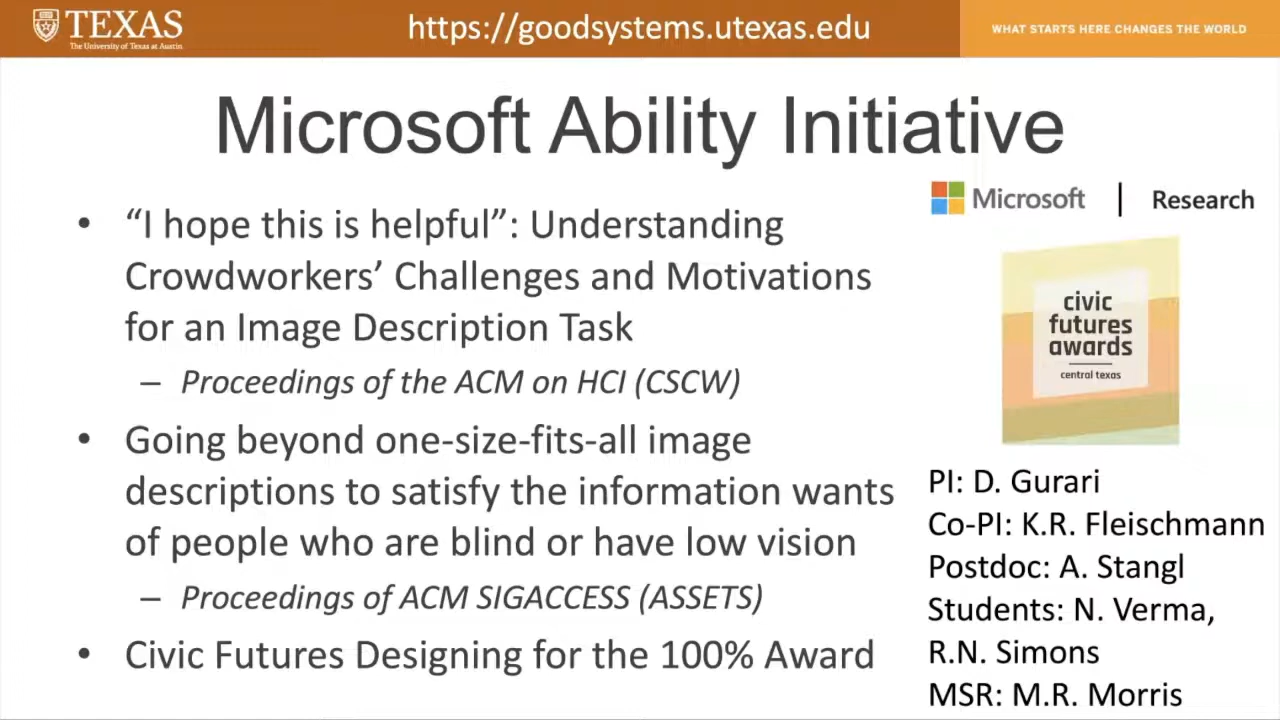 TEXAS
The University of Texas at Austin
https://goodsystems.utexas.edu
WHAT STARTS HERE CHANGES THE WORLD
Microsoft Ability Initiative
• “I hope this is helpful”: Understanding
Crowdworkers’ Challenges and Motivations
for an Image Description Task
– Proceedings of the ACM on HCI (CSCW)
• Going beyond one-size-fits-all image
descriptions to satisfy the information wants
of people who are blind or have low vision
– Proceedings of ACM SIGACCESS (ASSETS)
• Civic Futures Designing for the 100% Award
Microsoft | Research
civic
futures
awards
central texas
PI: D. Gurari
Co-PI: K.R. Fleischmann
Postdoc: A. Stangl
Students: N. Verma,
R.N. Simons
MSR: M.R. Morris